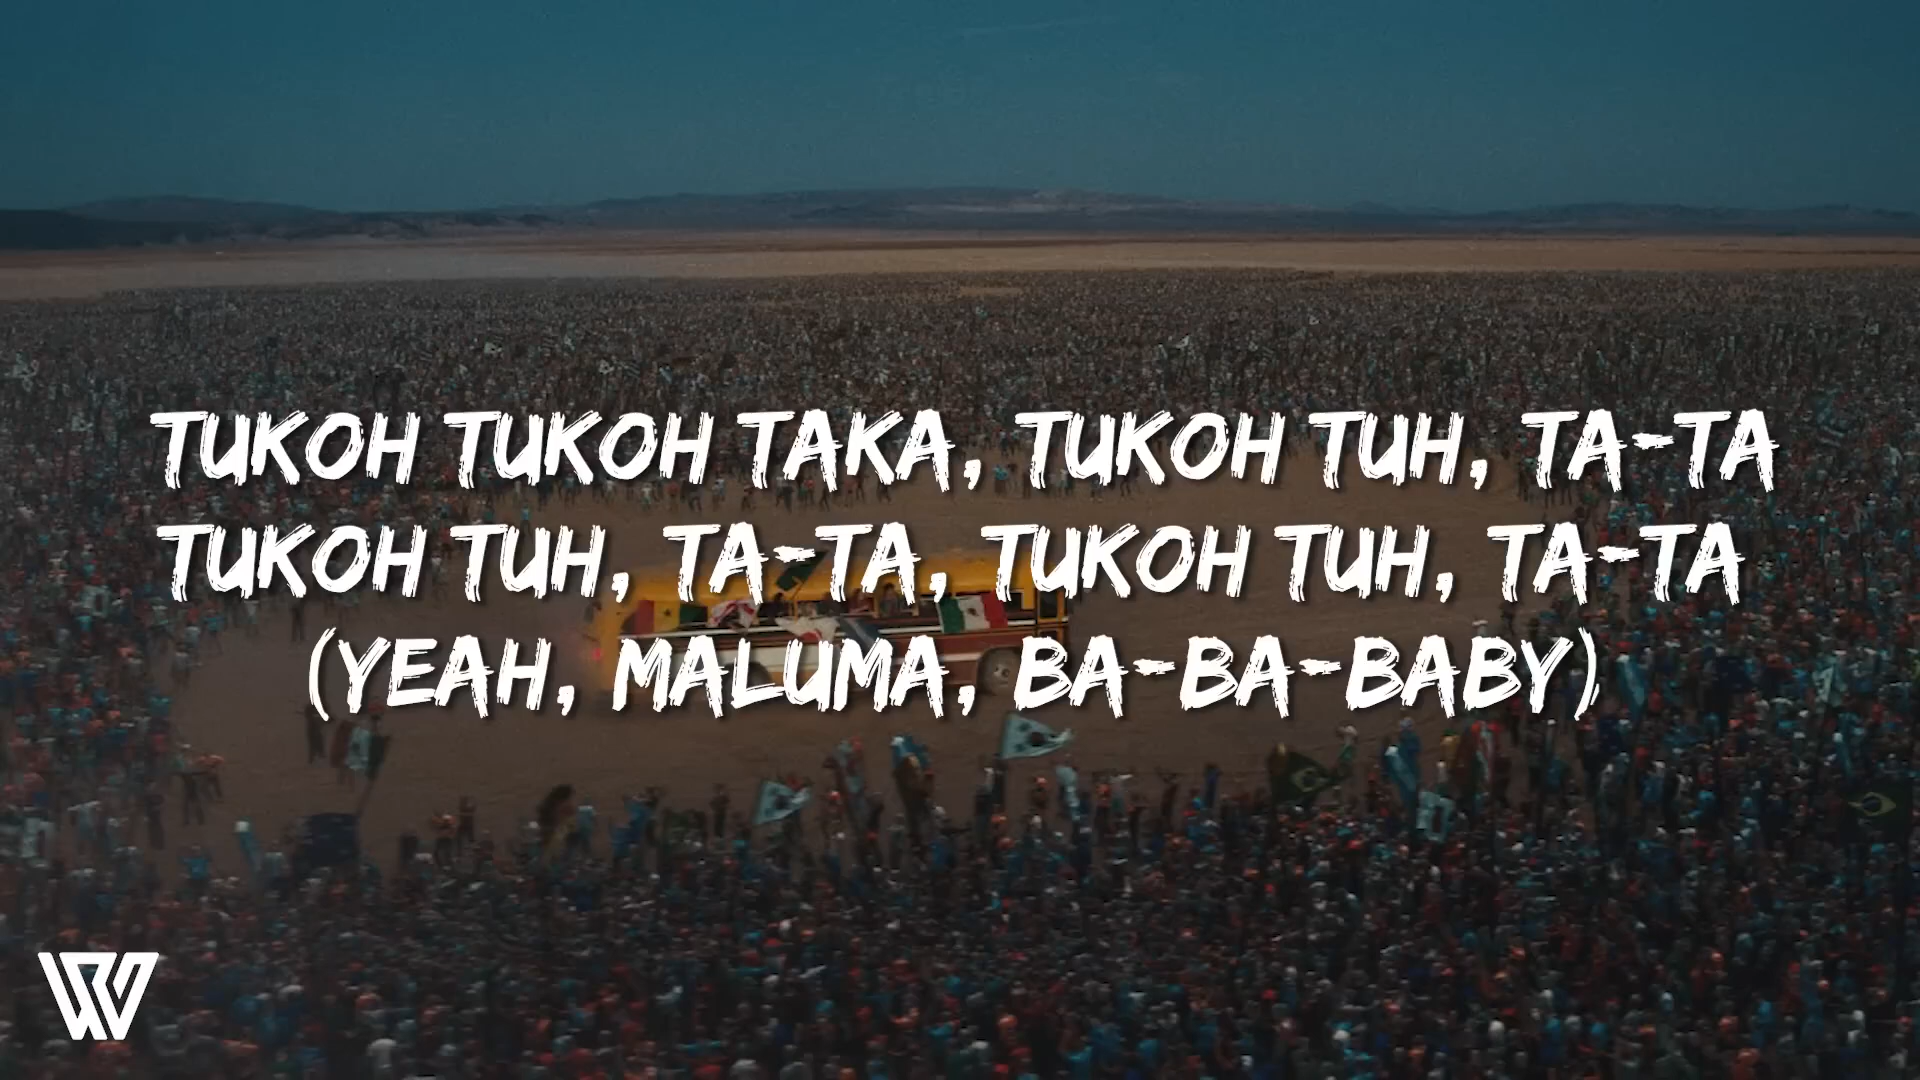 TUKOH TUKOH TAKA, TUKOH TUH, TA-TA
TUKOH TUH, TA-TA, TUKOH TUH, TA-TA
(YEAH, MALUMA, BA-BA-BABY)